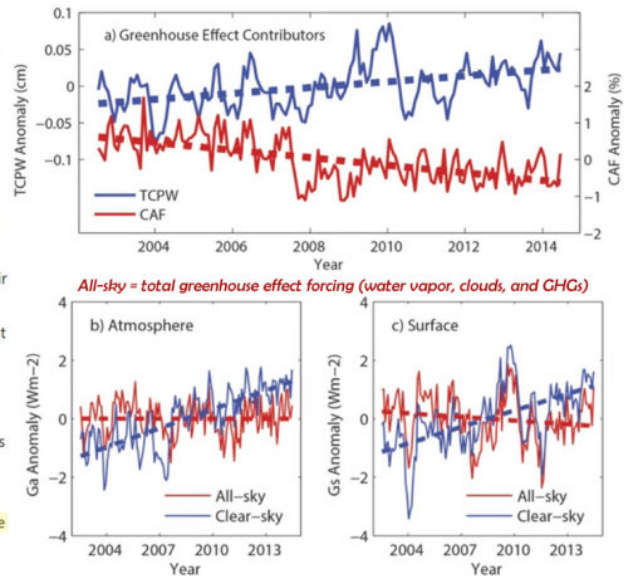 0.1
a) Greenhouse Effect Contributors
0.05
0
−0.05
−0.1
2
1
0
−1
−2
TCPW Anomaly (cm)
CAF Anomaly (%)
TCPW
CAF
2004 2006 2008 2010 2012 2014
Year
ir
All-sky = total greenhouse effect forcing (water vapor, clouds, and GHGs)
ct
s
e
4
b) Atmosphere
2
0
−2
−4
Ga Anomaly (Wm−2)
All−sky
Clear−sky
2004 2007 2010 2013
Year
4
c) Surface
2
0
−2
−4
Gs Anomaly (Wm−2)
All−sky
Clear−sky
2004 2007 2010 2013
Year